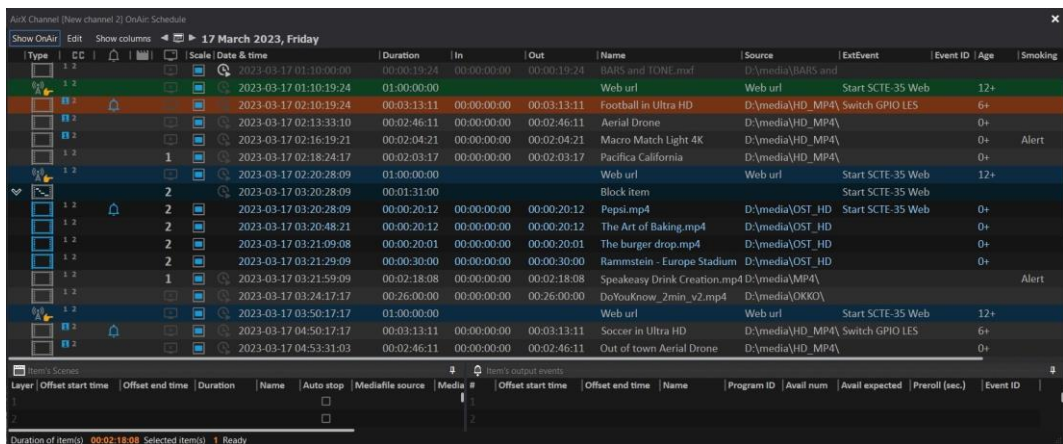 AirX Channel [New channel 2] OnAir: Schedule
Show OnAir Edit Show columns 17 March 2023, Friday
Type CC Scale Date & time Duration In Out Name Source ExtEvent Event ID Age Smoking
1 2 2023-03-17 01:10:00:00 00:00:19:24 00:00:00:00 00:00:19:24 BARS and TONE.mxf D:\media\BARS and
1 2 2023-03-17 01:10:19:24 01:00:00:00 Web url Web url Start SCTE-35 Web 12+
1 2 2023-03-17 02:10:19:24 00:03:13:11 00:00:00:00 00:03:13:11 Football in Ultra HD D:\media\HD_MP4\ Switch GPIO LES 6+
1 2 2023-03-17 02:13:33:10 00:02:46:11 00:00:00:00 00:02:46:11 Aerial Drone D:\media\HD_MP4\ 0+
1 2 2023-03-17 02:16:19:21 00:02:04:21 00:00:00:00 00:02:04:21 Macro Match Light 4K D:\media\HD_MP4\ 0+ Alert
1 2 1 2023-03-17 02:18:24:17 00:02:03:17 00:00:00:00 00:02:03:17 Pacifica California D:\media\HD_MP4\ 0+
1 2 2023-03-17 02:20:28:09 01:00:00:00 Web url Web url Start SCTE-35 Web 12+
2 2023-03-17 03:20:28:09 00:01:31:00 Block item Start SCTE-35 Web
1 2 2 2023-03-17 03:20:28:09 00:00:20:12 00:00:00:00 00:00:20:12 Pepsi.mp4 D:\media\OST_HD Start SCTE-35 Web 0+
1 2 2 2023-03-17 03:20:48:21 00:00:20:12 00:00:00:00 00:00:20:12 The Art of Baking.mp4 D:\media\OST_HD 0+
1 2 2 2023-03-17 03:21:09:08 00:00:20:01 00:00:00:00 00:00:20:01 The burger drop.mp4 D:\media\OST_HD 0+
1 2 2 2023-03-17 03:21:29:09 00:00:30:00 00:00:00:00 00:00:30:00 Rammstein - Europe Stadium D:\media\OST_HD 0+
1 2 1 2023-03-17 03:21:59:09 00:02:18:08 00:00:00:00 00:02:18:08 Speakeasy Drink Creation.mp4 D:\media\MP4\ Alert
1 2 2023-03-17 03:24:17:17 00:26:00:00 00:00:00:00 00:26:00:00 DoYouKnow_2min_v2.mp4 D:\media\OKKO\
1 2 2023-03-17 03:50:17:17 01:00:00:00 Web url Web url Start SCTE-35 Web 12+
1 2 2023-03-17 04:50:17:17 00:03:13:11 00:00:00:00 00:03:13:11 Soccer in Ultra HD D:\media\HD_MP4\ Switch GPIO LES 6+
1 2 2023-03-17 04:53:31:03 00:02:46:11 00:00:00:00 00:02:46:11 Out of town Aerial Drone D:\media\HD_MP4\ 0+
Item's Scenes Item's output events
Layer Offset start time Offset end time Duration Name Auto stop Mediafile source Media # Offset start time Offset end time Name Program ID Avail num Avail expected Preroll (sec.) Event ID
1 1
2 2
Duration of item(s) 00:02:18:08 Selected item(s) 1 Ready